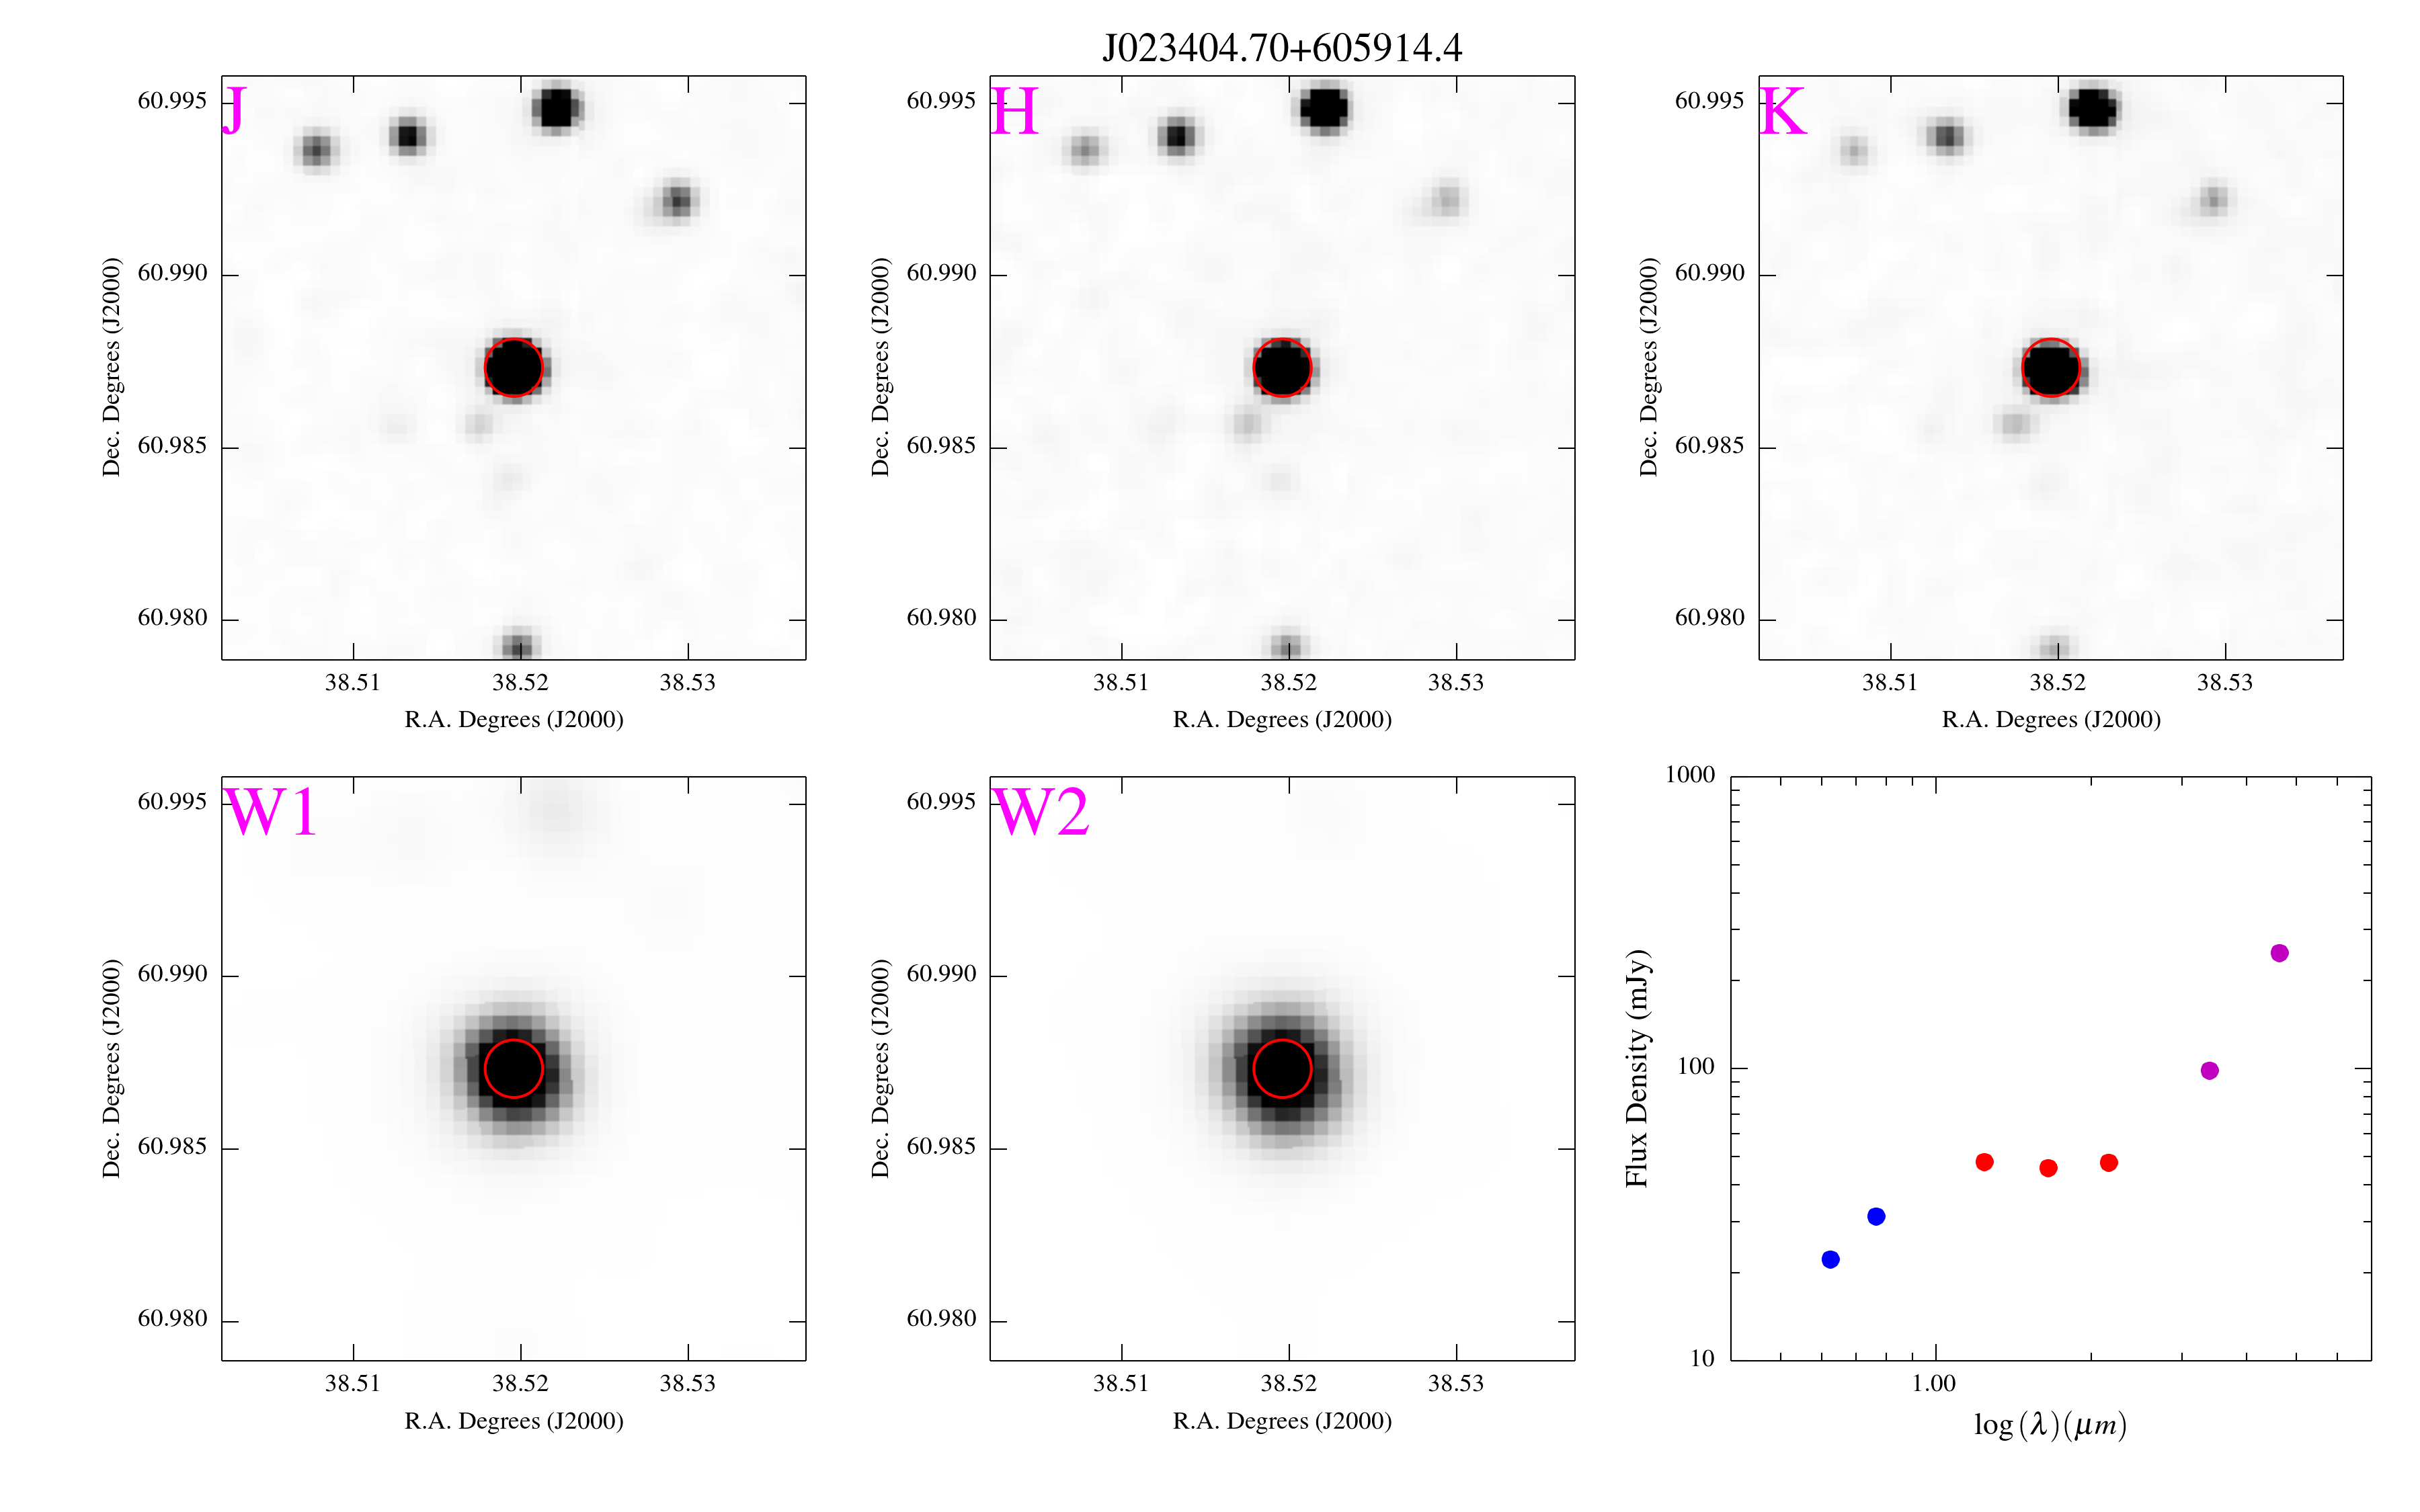 J023404.70+605914.4
J
60.995
60.990
60.985
60.980
Dec. Degrees (J2000)
38.51 38.52 38.53
R.A. Degrees (J2000)
H
60.995
60.990
60.985
60.980
Dec. Degrees (J2000)
38.51 38.52 38.53
R.A. Degrees (J2000)
K
60.995
60.990
60.985
60.980
Dec. Degrees (J2000)
38.51 38.52 38.53
R.A. Degrees (J2000)
W1
60.995
60.990
60.985
60.980
Dec. Degrees (J2000)
38.51 38.52 38.53
R.A. Degrees (J2000)
W2
60.995
60.990
60.985
60.980
Dec. Degrees (J2000)
38.51 38.52 38.53
R.A. Degrees (J2000)
1000
100
10
Flux Density (mJy)
1.00
log (λ)(μm)